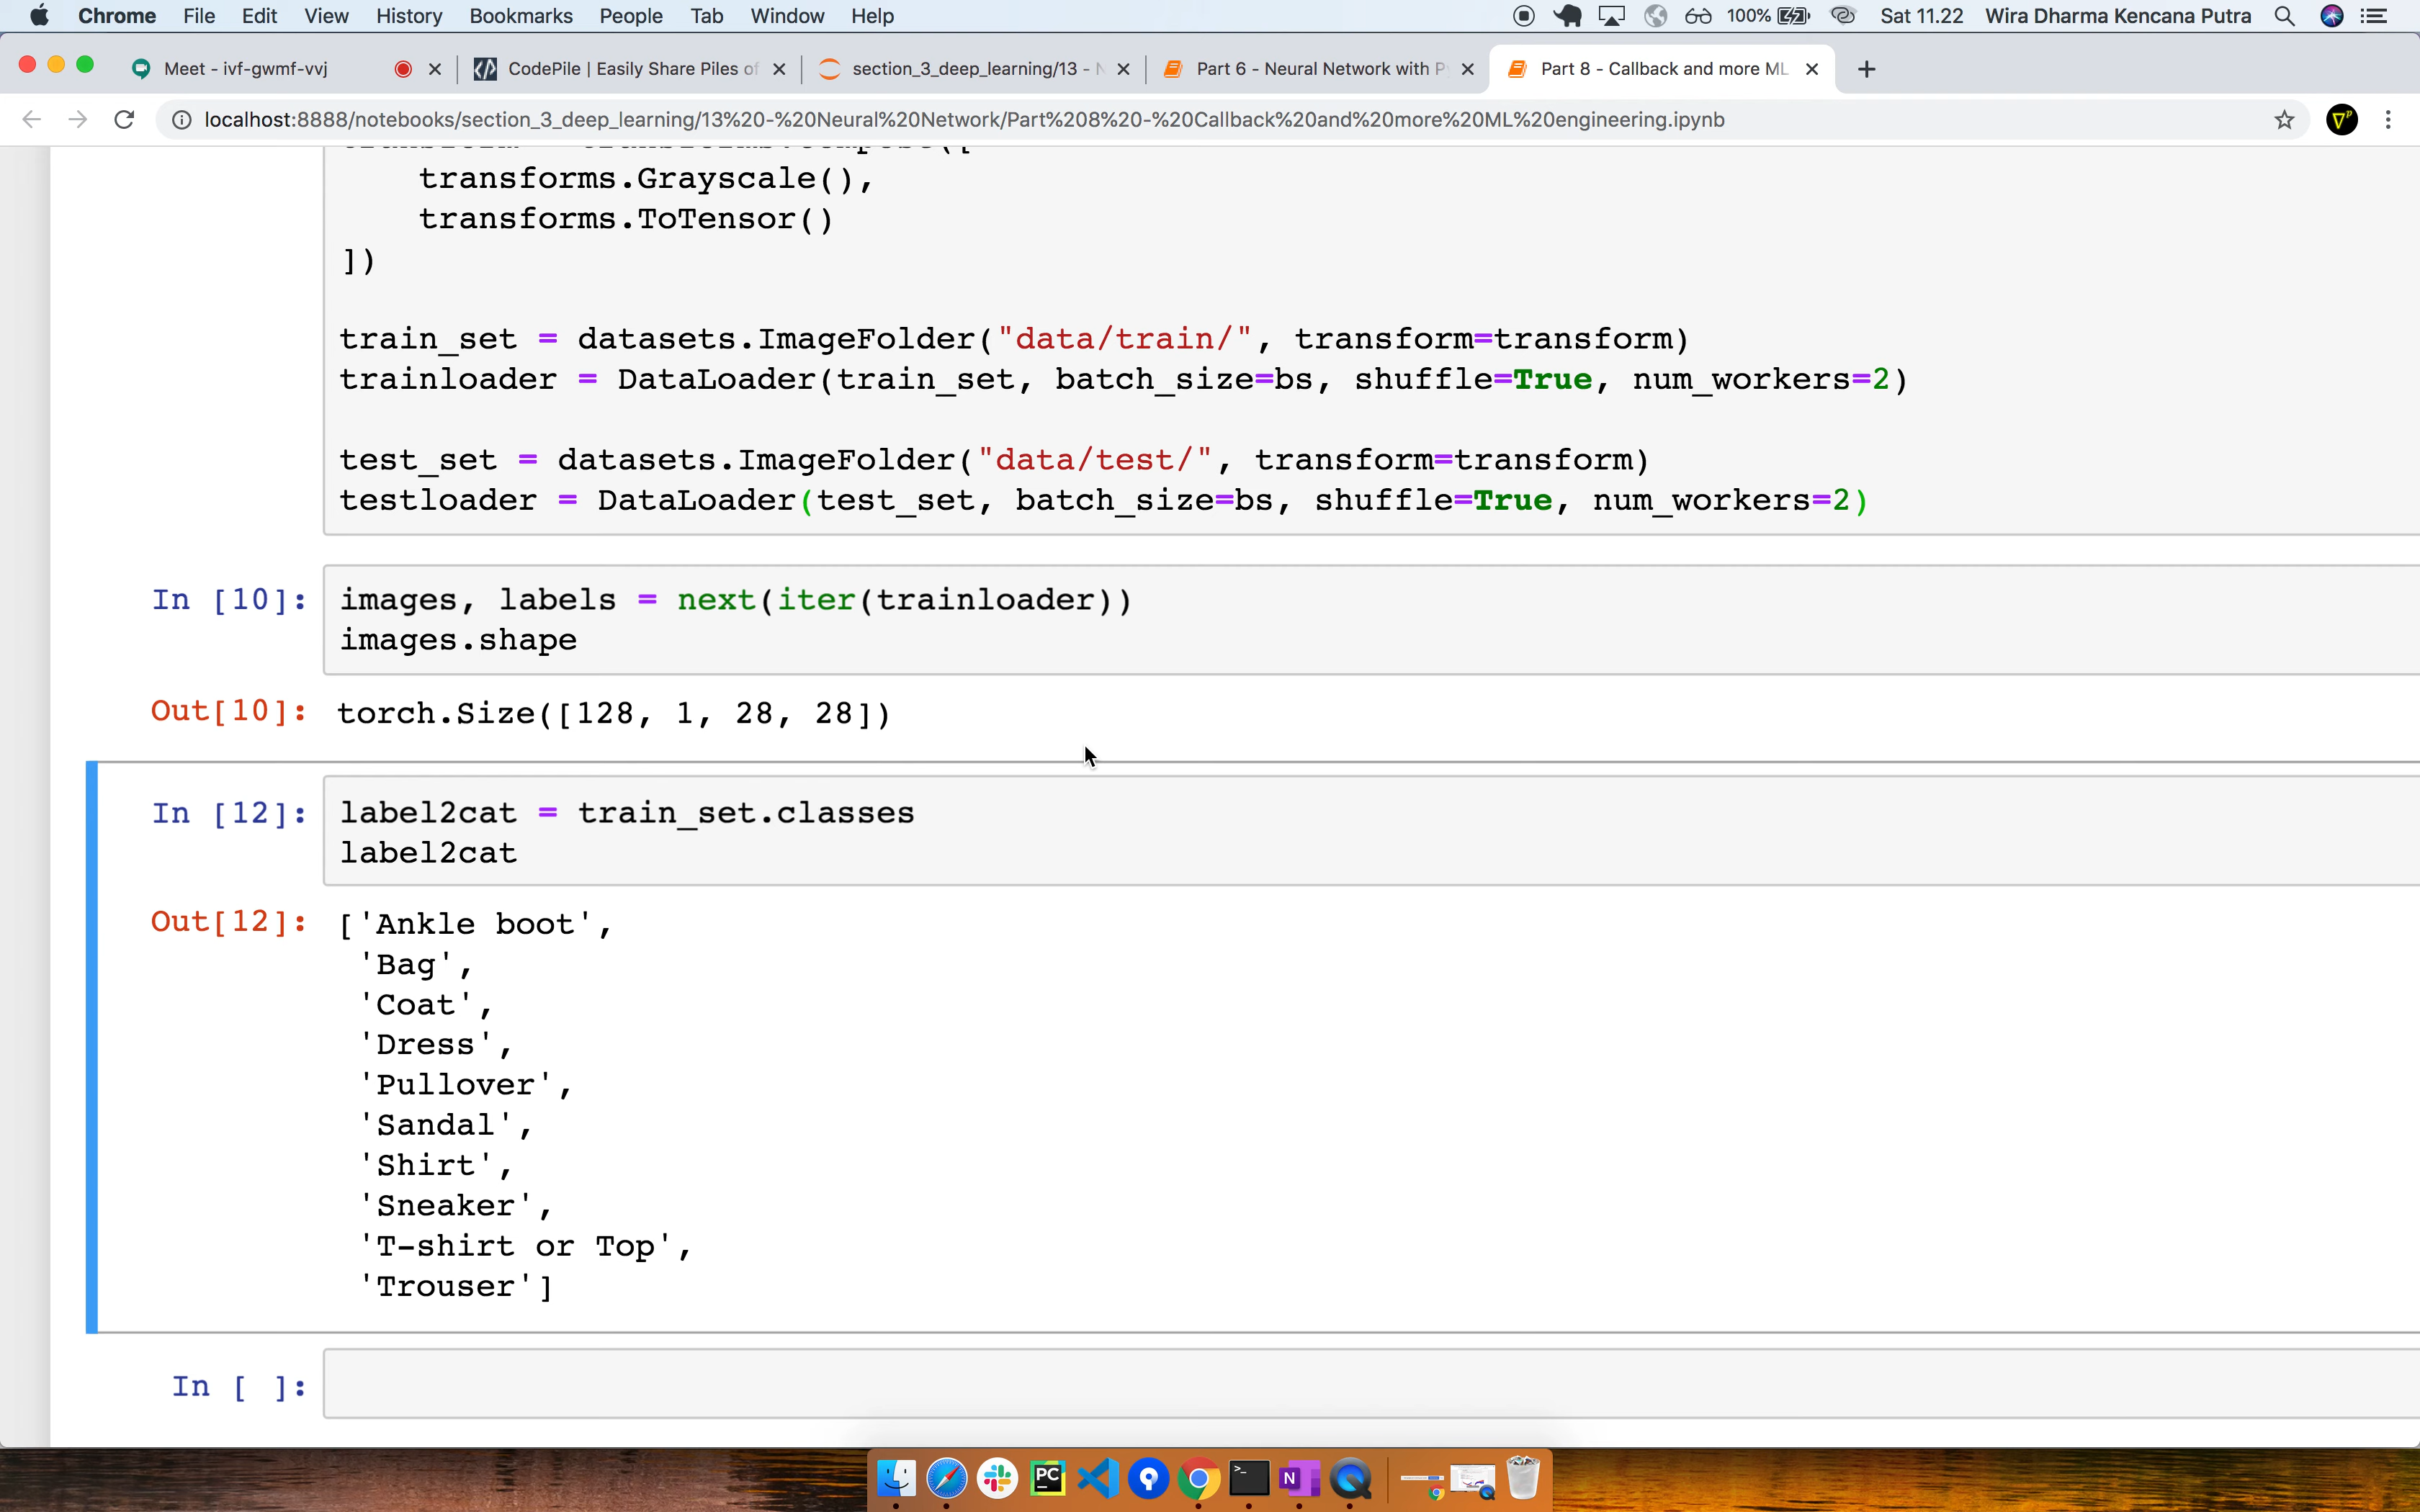 Chrome File Edit View History Bookmarks People Tab Window Help 100% Sat 11.22 Wira Dharma Kencana Putra
Meet - ivf-gwmf-vvj CodePile | Easily Share Piles of section_3_deep_learning/13 - Part 6 - Neural Network with Part 8 - Callback and more ML
localhost:8888/notebooks/section_3_deep_learning/13%20-%20Neural%20Network/Part%208%20-%20Callback%20and%20more%20ML%20engineering.ipynb
transforms.Grayscale(),
transforms.ToTensor()
])
train_set = datasets.ImageFolder("data/train/", transform=transform)
trainloader = DataLoader(train_set, batch_size=bs, shuffle=True, num_workers=2)
test_set = datasets.ImageFolder("data/test/", transform=transform)
testloader = DataLoader(test_set, batch_size=bs, shuffle=True, num_workers=2)
In [10]: images, labels = next(iter(trainloader))
images.shape
Out[10]: torch.Size([128, 1, 28, 28])
In [12]: label2cat = train_set.classes
label2cat
Out[12]: ['Ankle boot',
'Bag',
'Coat',
'Dress',
'Pullover',
'Sandal',
'Shirt',
'Sneaker',
'T-shirt or Top',
'Trouser']
In [ ]: